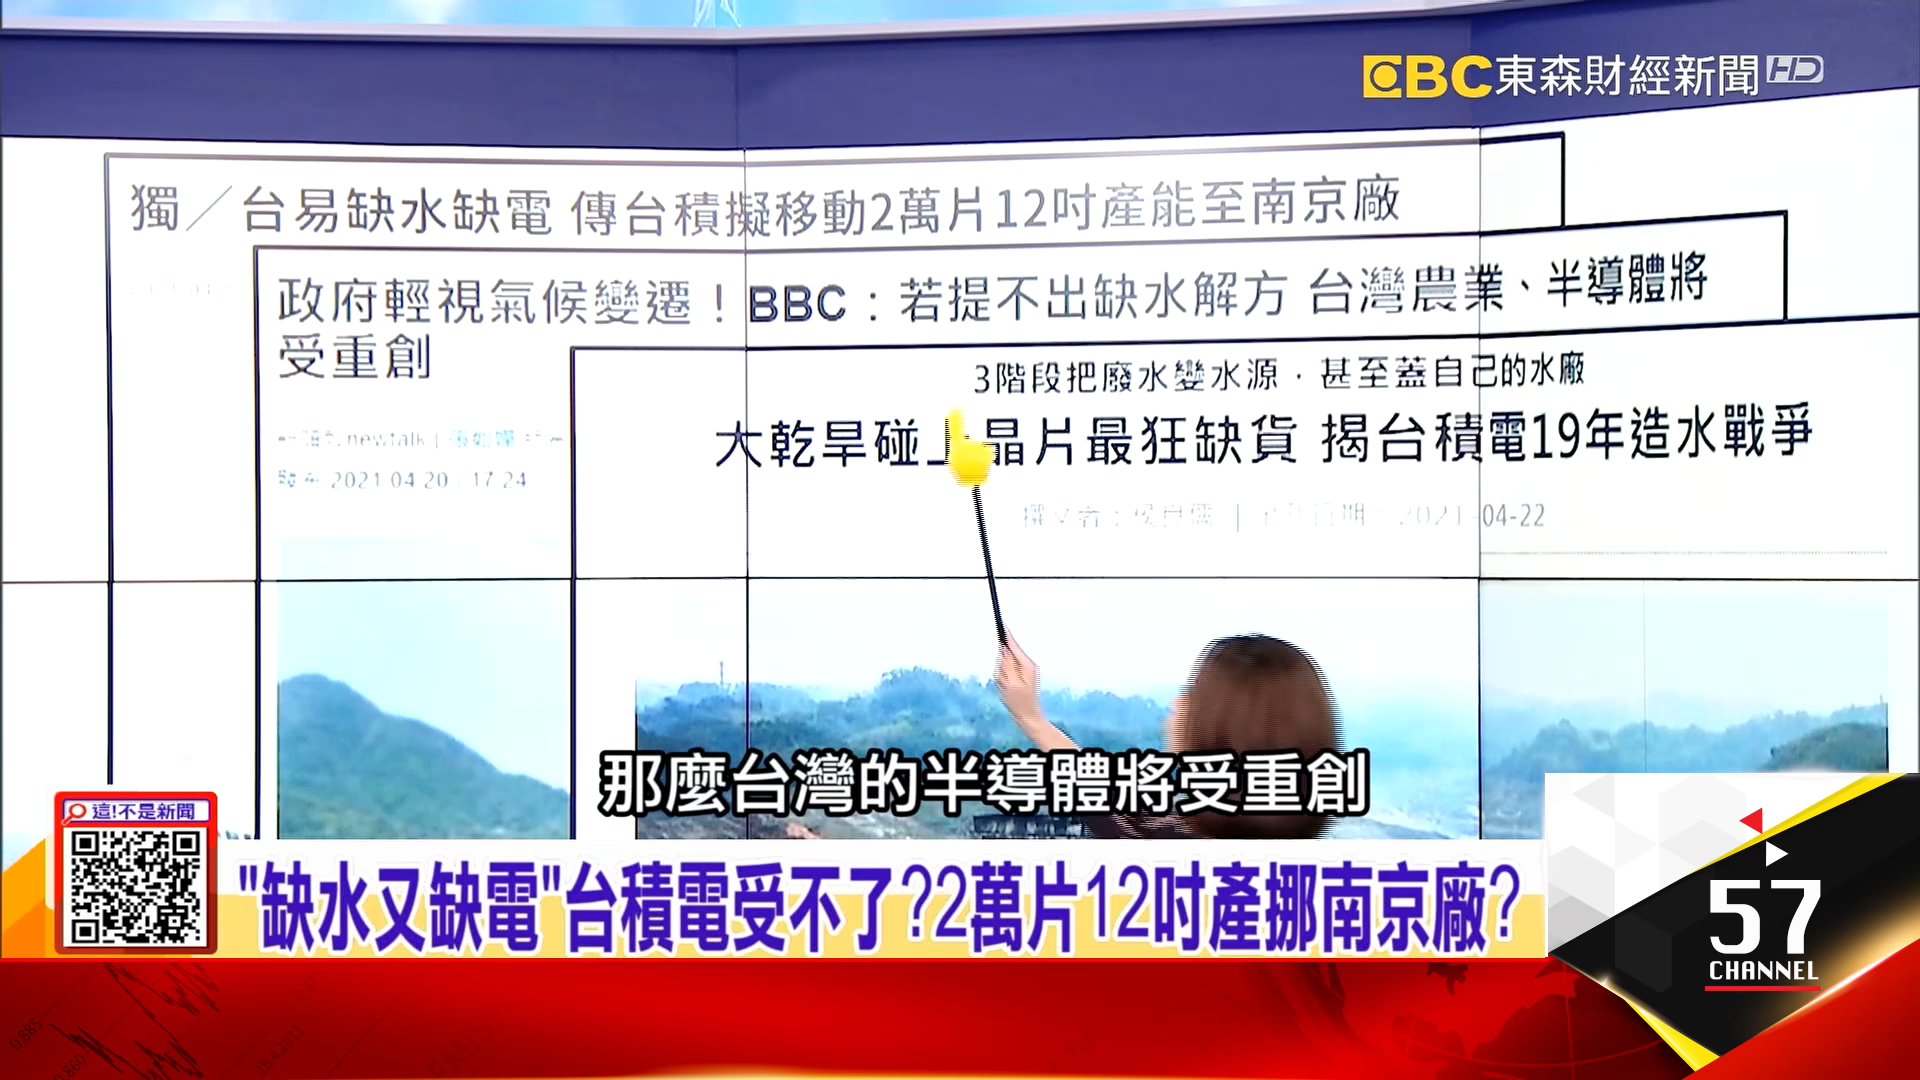 EBC東森財經新聞HD
獨／台易缺水缺電 傳台積擬移動2萬片12吋產能至南京廠
政府輕視氣候變遷！BBC：若提不出缺水解方 台灣農業、半導體將
受重創
newtalk
2021.04.20 17:24
3階段把廢水變水源，甚至蓋自己的水廠
大乾旱碰上晶片最狂缺貨 揭台積電19年造水戰爭
2021-04-22
那麼台灣的半導體將受重創
這!不是新聞
"缺水又缺電"台積電受不了?2萬片12吋產挪南京廠?
57
CHANNEL